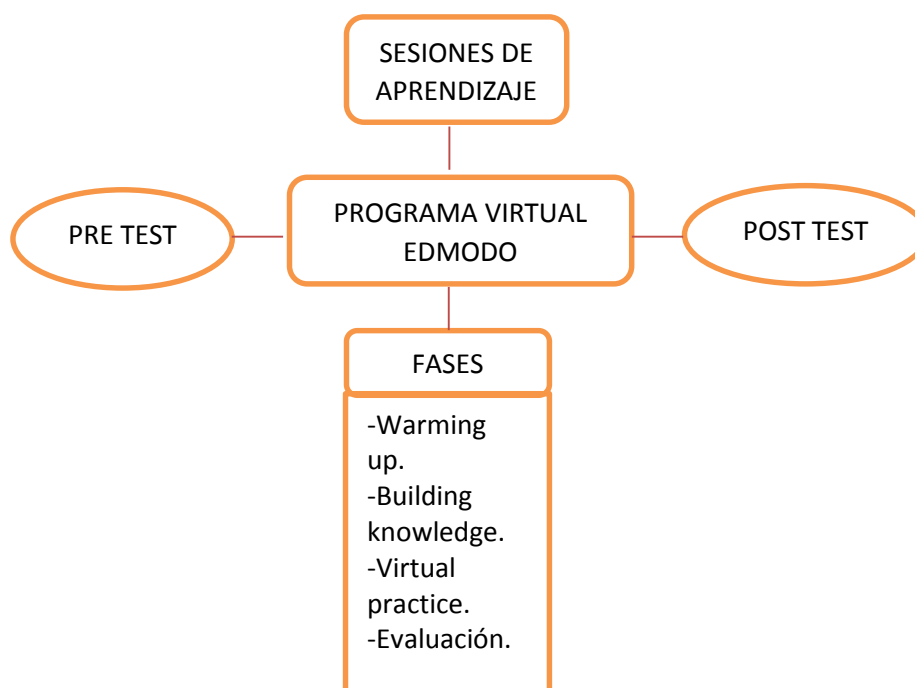 SESIONES DE
APRENDIZAJE
PRE TEST
PROGRAMA VIRTUAL
EDMODO
POST TEST
FASES
-Warming
up.
-Building
knowledge.
-Virtual
practice.
-Evaluación.